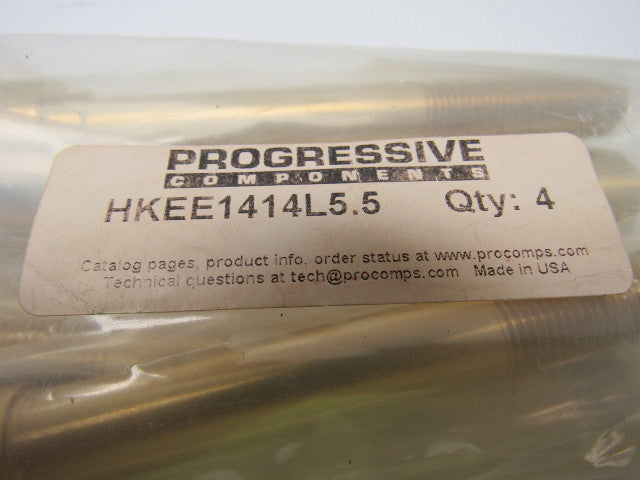 PROGRESSIVE
COMPONENTS
HKEE1414L5.5 Qty: 4
Catalog pages, product info, order status at www.procomps.com
Technical questions at tech@procomps.com Made in USA